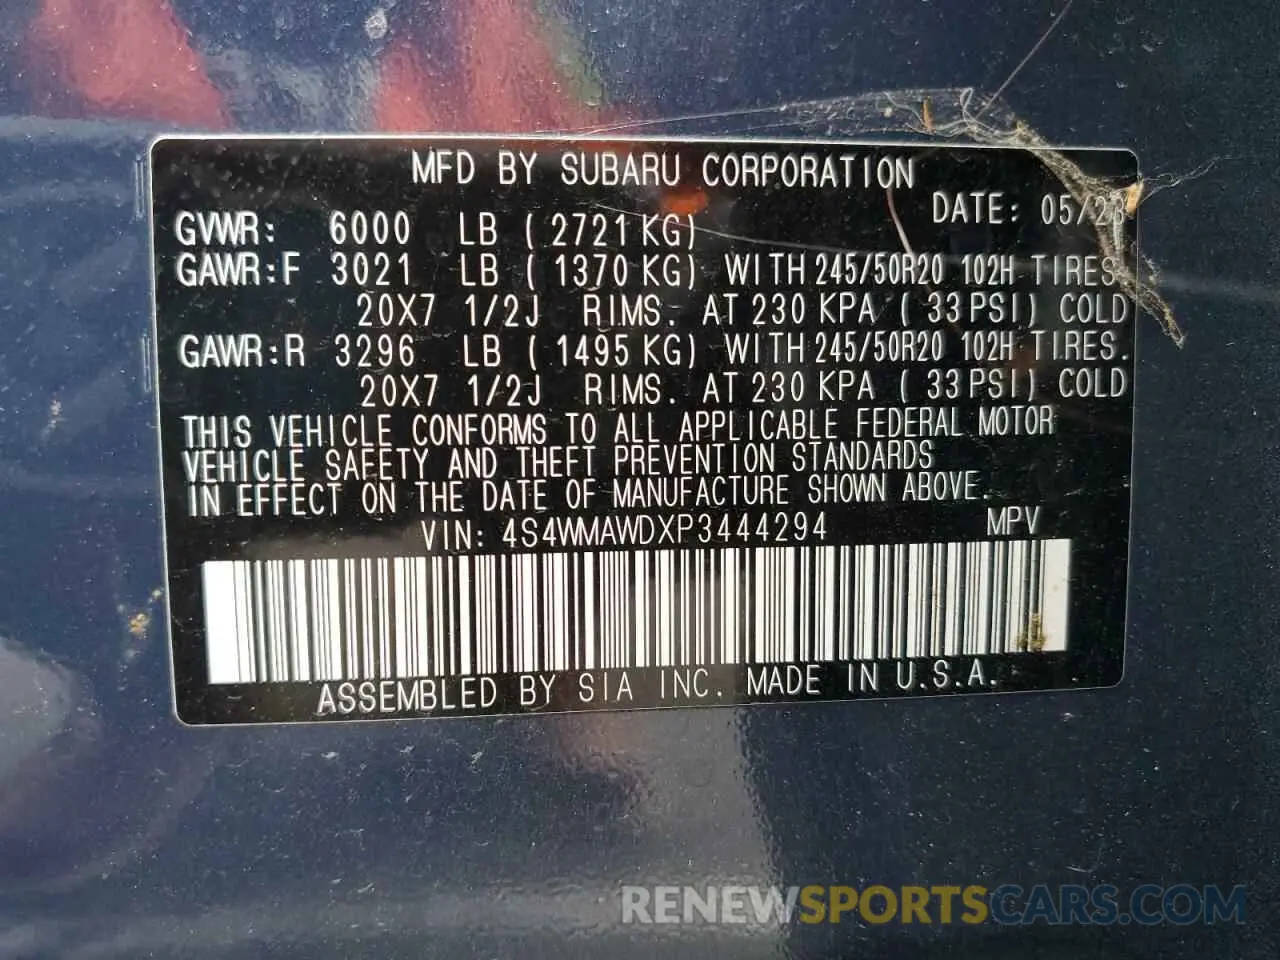 MFD BY SUBARU CORPORATION
DATE: 05/23
GVWR: 6000 LB ( 2721 KG)
GAWR:F 3021 LB ( 1370 KG) WITH 245/50R20 102H TIRES.
20X7 1/2J RIMS. AT 230 KPA ( 33 PSI) COLD
GAWR:R 3296 LB ( 1495 KG) WITH 245/50R20 102H TIRES.
20X7 1/2J RIMS. AT 230 KPA ( 33 PSI) COLD
THIS VEHICLE CONFORMS TO ALL APPLICABLE FEDERAL MOTOR
VEHICLE SAFETY AND THEFT PREVENTION STANDARDS
IN EFFECT ON THE DATE OF MANUFACTURE SHOWN ABOVE.
VIN: 4S4WMAWDXP3444294 MPV
ASSEMBLED BY SIA INC. MADE IN U.S.A.
RENEWSPORTSCARS.COM